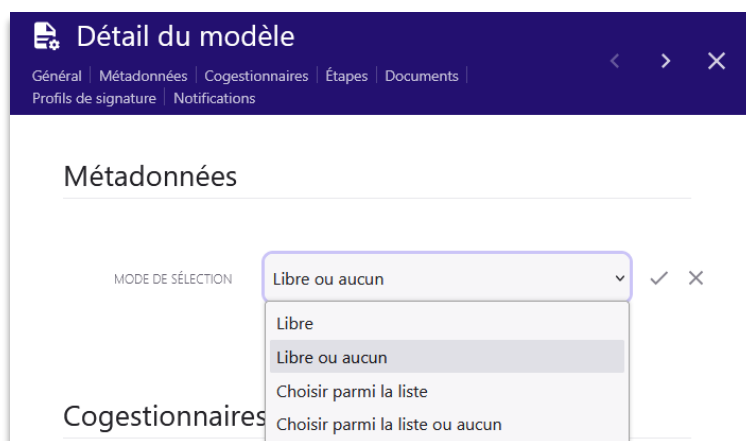 Détail du modèle
Général | Métadonnées | Cogestionnaires | Étapes | Documents |
Profils de signature | Notifications
Métadonnées
MODE DE SÉLECTION Libre ou aucun
Libre
Libre ou aucun
Choisir parmi la liste
Cogestionnaires
Choisir parmi la liste ou aucun